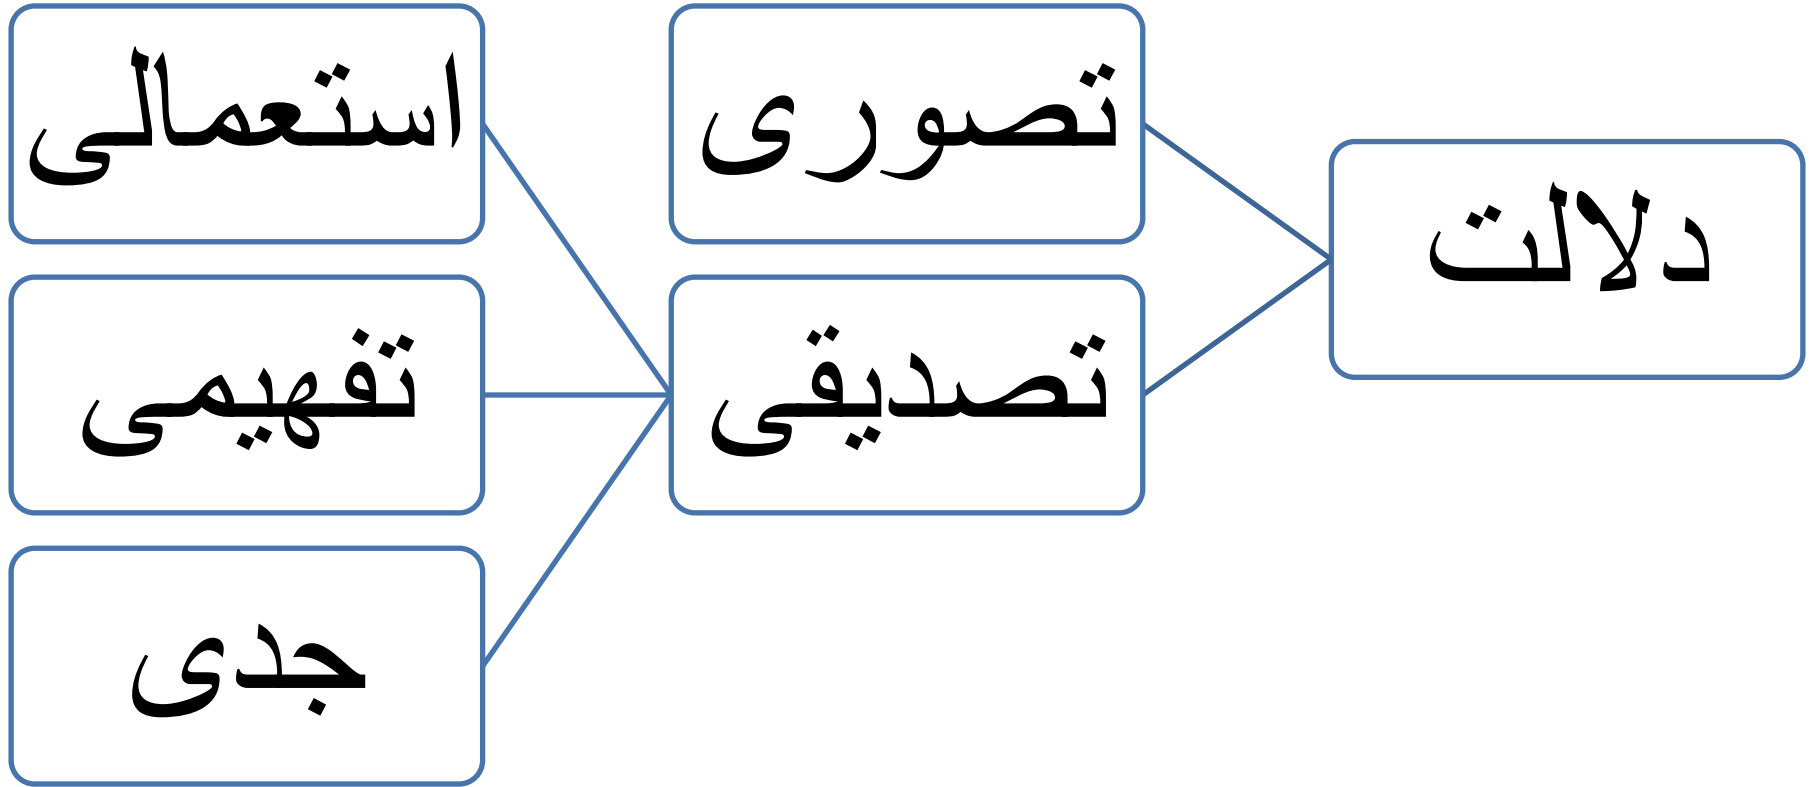 دلالت
تصوری
تصدیقی
استعمالی
تفهیمی
جدی